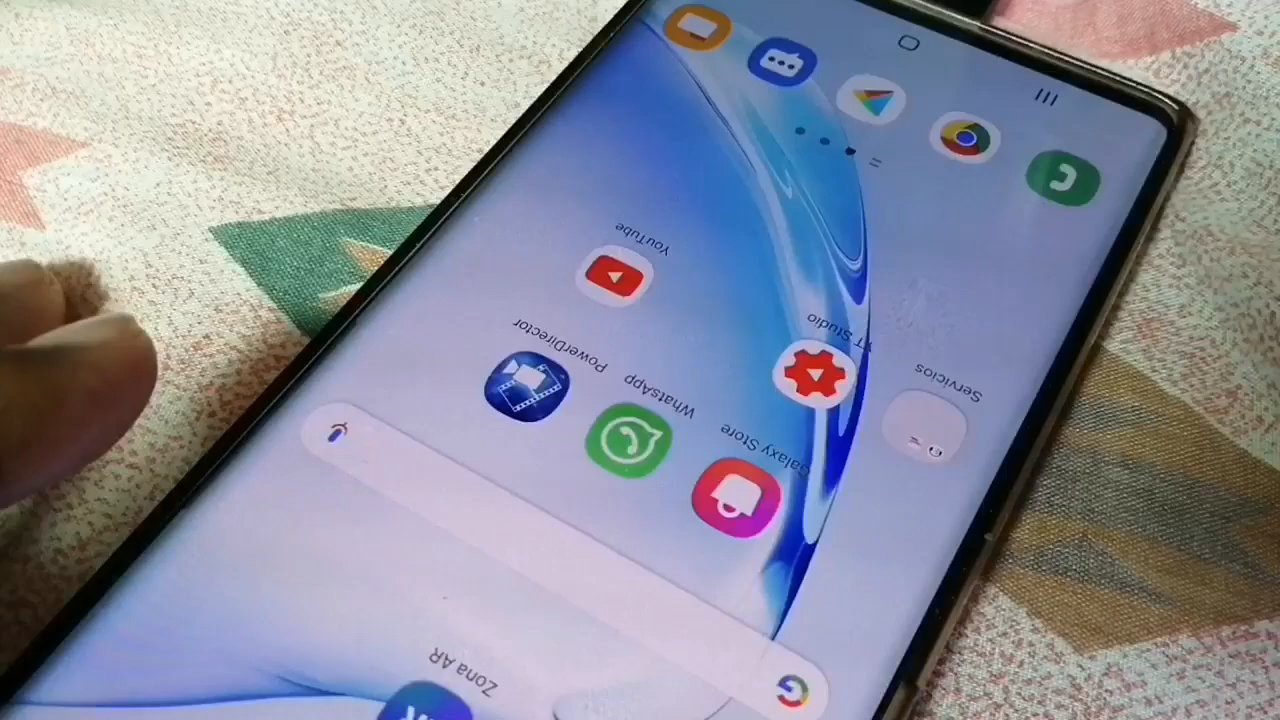 Zona AR
Galaxy Store
WhatsApp
PowerDirector
Servicios
YT Studio
YouTube